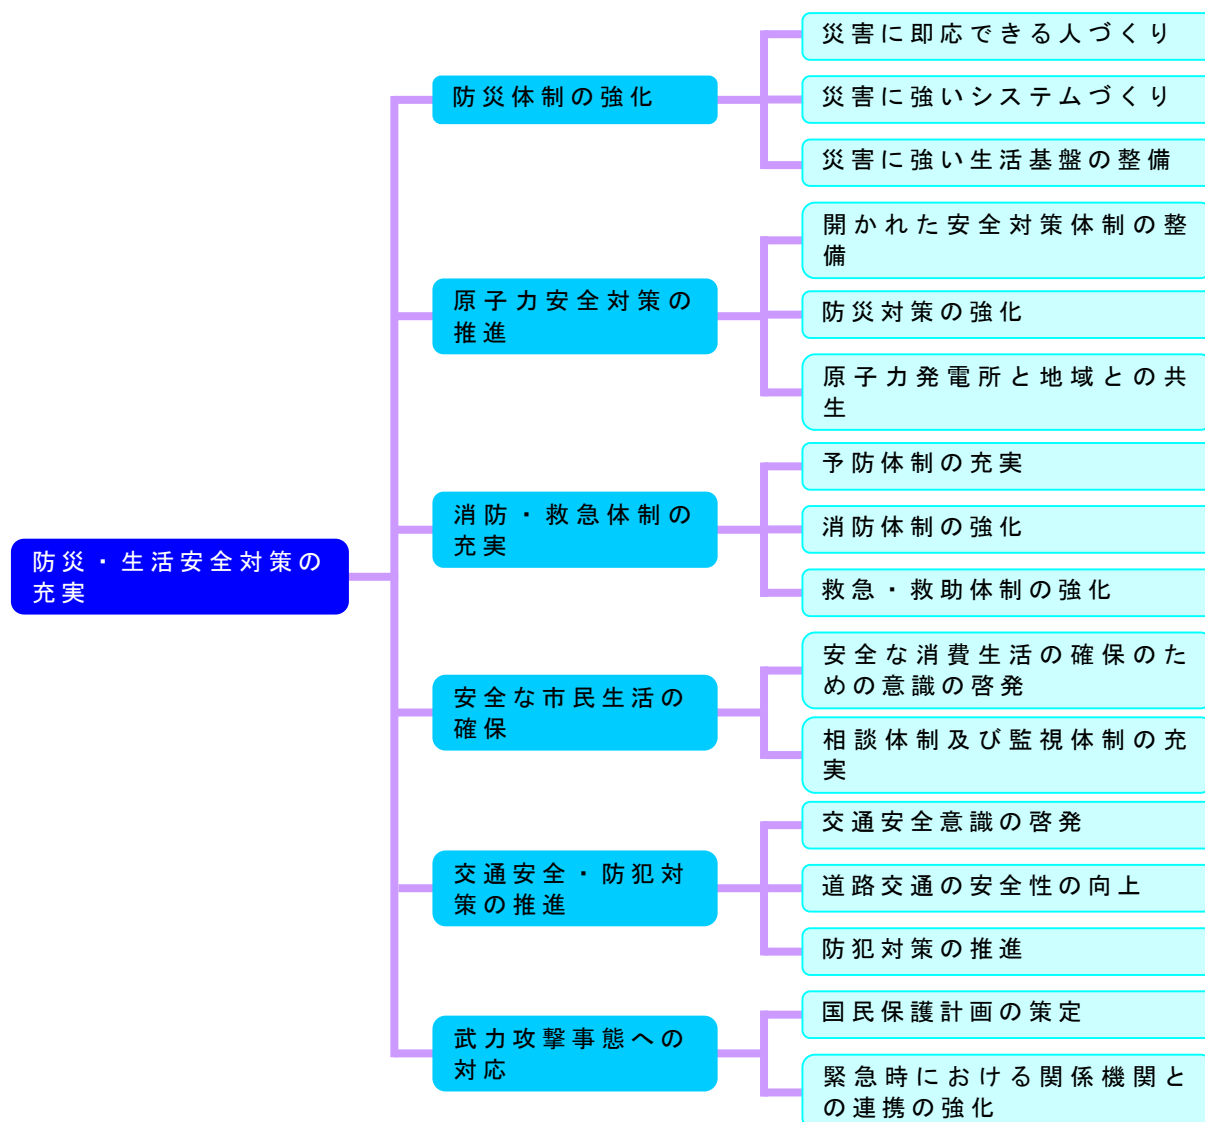 防災・生活安全対策の
充実
防災体制の強化
災害に即応できる人づくり
災害に強いシステムづくり
災害に強い生活基盤の整備
原子力安全対策の
推進
開かれた安全対策体制の整
備
防災対策の強化
原子力発電所と地域との共
生
消防・救急体制の
充実
予防体制の充実
消防体制の強化
救急・救助体制の強化
安全な市民生活の
確保
安全な消費生活の確保のた
めの意識の啓発
相談体制及び監視体制の充
実
交通安全・防犯対
策の推進
交通安全意識の啓発
道路交通の安全性の向上
防犯対策の推進
武力攻撃事態への
対応
国民保護計画の策定
緊急時における関係機関と
の連携の強化